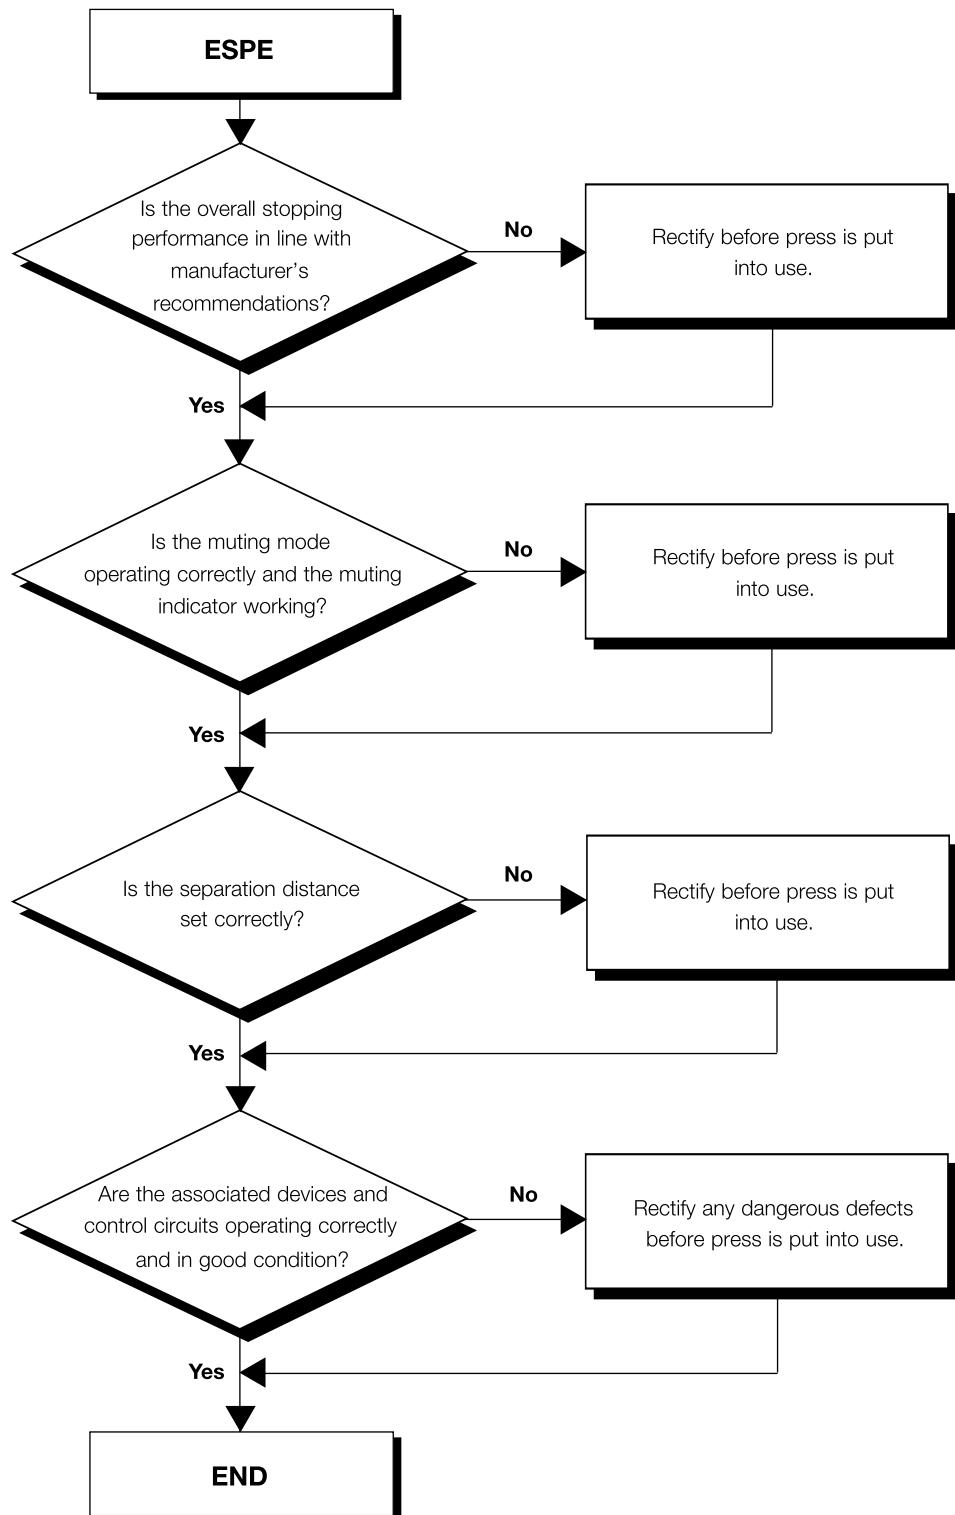 ESPE
Is the overall stopping
performance in line with
manufacturer's
recommendations?
No
Rectify before press is put
into use.
Yes
Is the muting mode
operating correctly and the muting
indicator working?
No
Rectify before press is put
into use.
Yes
Is the separation distance
set correctly?
No
Rectify before press is put
into use.
Yes
Are the associated devices and
control circuits operating correctly
and in good condition?
No
Rectify any dangerous defects
before press is put into use.
Yes
END